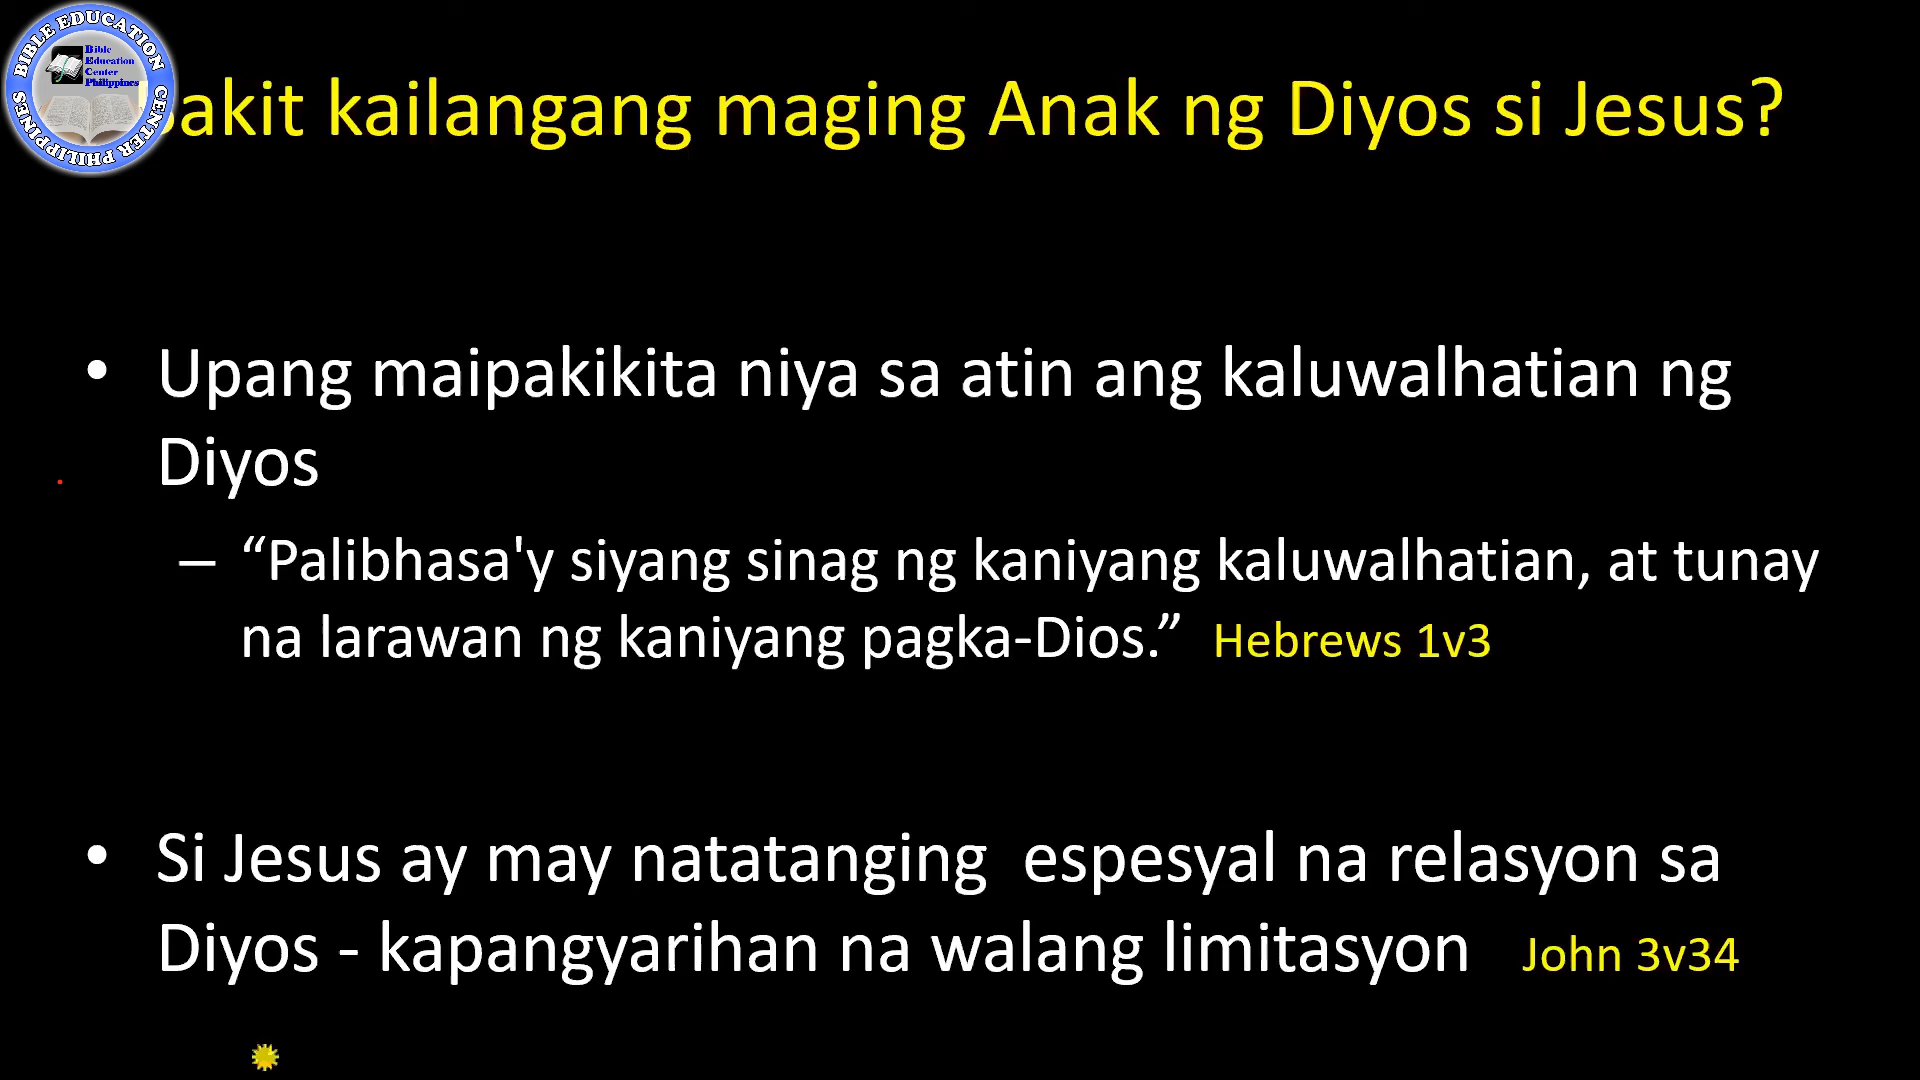 BIBLE EDUCATION CENTER PHILIPPINES
Bible
Education
Center
Philippines
Bakit kailangang maging Anak ng Diyos si Jesus?
• Upang maipakikita niya sa atin ang kaluwalhatian ng
Diyos
– “Palibhasa'y siyang sinag ng kaniyang kaluwalhatian, at tunay
na larawan ng kaniyang pagka-Dios.” Hebrews 1v3
• Si Jesus ay may natatanging espesyal na relasyon sa
Diyos - kapangyarihan na walang limitasyon John 3v34